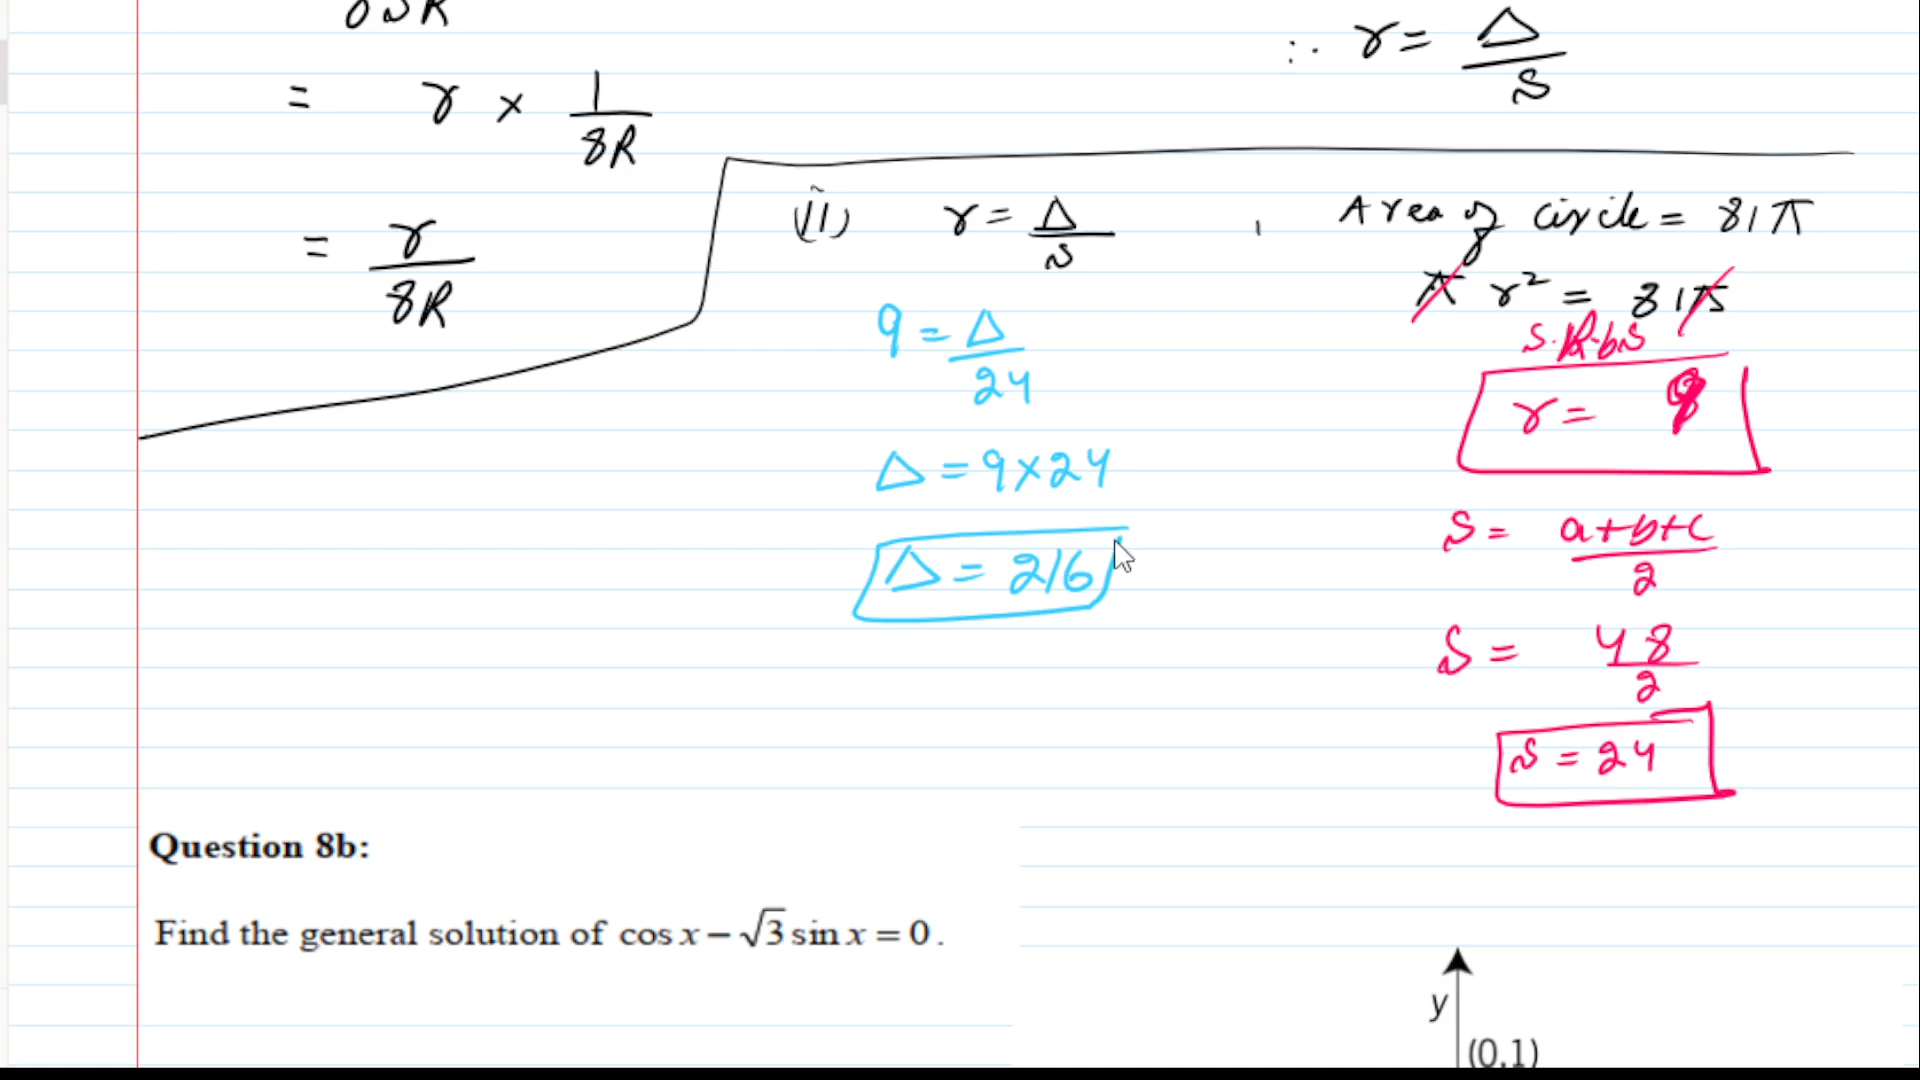 = r × 1/8R
= r/8R
∴ r = Δ/s
(ii) r = Δ/s , Area of circle = 81π
π r² = 81π
S.R.b.S
r = 9
9 = Δ/24
Δ = 9×24
Δ = 216
S = a+b+c/2
S = 48/2
s = 24
Question 8b:
Find the general solution of cos x − √3 sin x = 0.
y
(0,1)